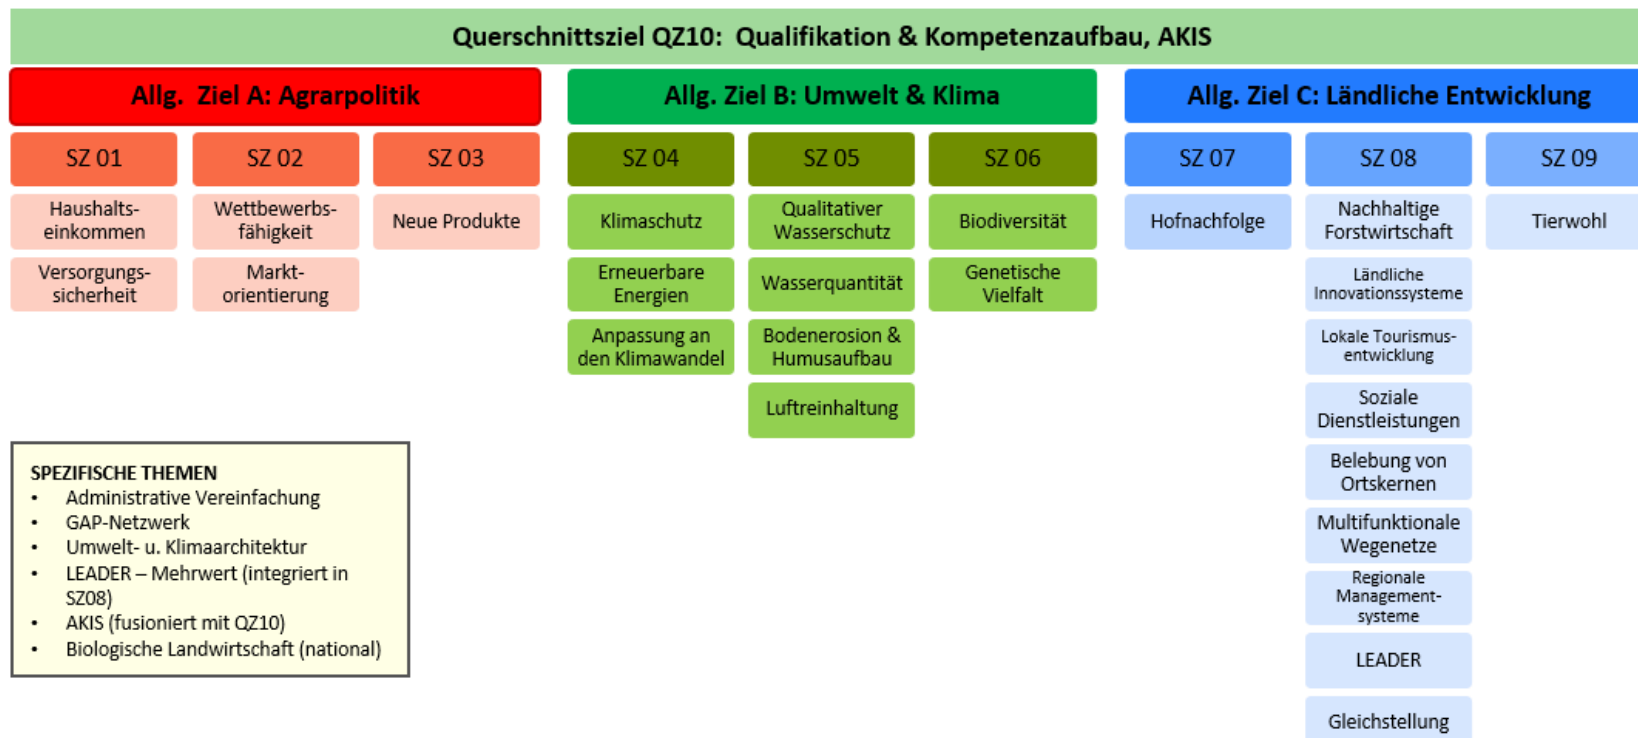 Querschnittsziel QZ10: Qualifikation & Kompetenzaufbau, AKIS
Allg. Ziel A: Agrarpolitik
Allg. Ziel B: Umwelt & Klima
Allg. Ziel C: Ländliche Entwicklung
SZ 01
SZ 02
SZ 03
SZ 04
SZ 05
SZ 06
SZ 07
SZ 08
SZ 09
Haushalts-
einkommen
Versorgungs-
sicherheit
Wettbewerbs-
fähigkeit
Markt-
orientierung
Neue Produkte
Klimaschutz
Erneuerbare
Energien
Anpassung an
den Klimawandel
Qualitativer
Wasserschutz
Wasserquantität
Bodenerosion &
Humusaufbau
Luftreinhaltung
Biodiversität
Genetische
Vielfalt
Hofnachfolge
Nachhaltige
Forstwirtschaft
Ländliche
Innovationssysteme
Lokale Tourismus-
entwicklung
Soziale
Dienstleistungen
Belebung von
Ortskernen
Multifunktionale
Wegenetze
Regionale
Management-
systeme
LEADER
Gleichstellung
Tierwohl
SPEZIFISCHE THEMEN
• Administrative Vereinfachung
• GAP-Netzwerk
• Umwelt- u. Klimaarchitektur
• LEADER – Mehrwert (integriert in
SZ08)
• AKIS (fusioniert mit QZ10)
• Biologische Landwirtschaft (national)